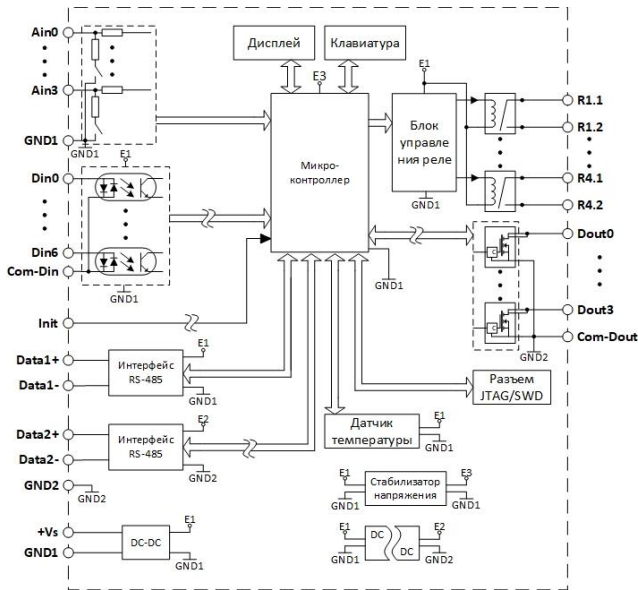 Ain0
Ain3
GND1
GND1
Дисплей
Клавиатура
E3
Микро-
контроллер
GND1
E1
Блок
управле
ния реле
GND1
R1.1
R1.2
R4.1
R4.2
E1
Din0
Din6
Com-Din
GND1
Dout0
C
Dout3
C
Com-Dout
GND2
Init
Data1+
Data1-
Интерфейс
RS-485
E1
GND1
Разъем
JTAG/SWD
Data2+
Data2-
Интерфейс
RS-485
E2
GND2
Датчик
температуры
E1
GND1
GND2
GND2
E1
GND1
Стабилизатор
напряжения
E3
GND1
+Vs
GND1
DC-DC
E1
GND1
E1
GND1
DC
DC
E2
GND2